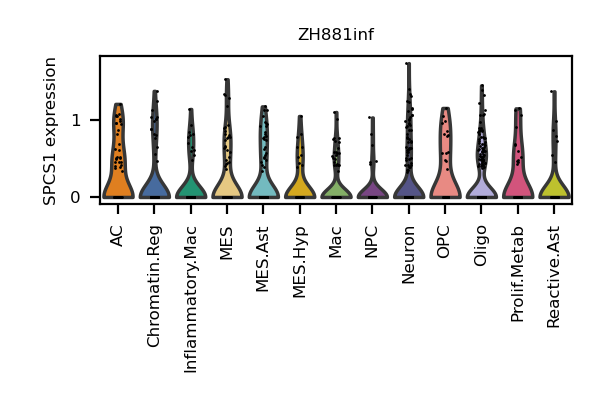 ZH881inf
SPCS1 expression
1
0
AC
Chromatin.Reg
Inflammatory.Mac
MES
MES.Ast
MES.Hyp
Mac
NPC
Neuron
OPC
Oligo
Prolif.Metab
Reactive.Ast